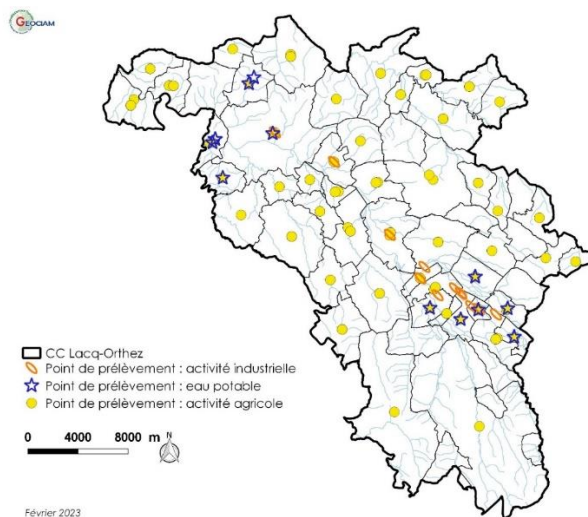 GEOCIAM
CC Lacq-Orthez
Point de prélèvement : activité industrielle
Point de prélèvement : eau potable
Point de prélèvement : activité agricole
0 4000 8000 m N
Février 2023